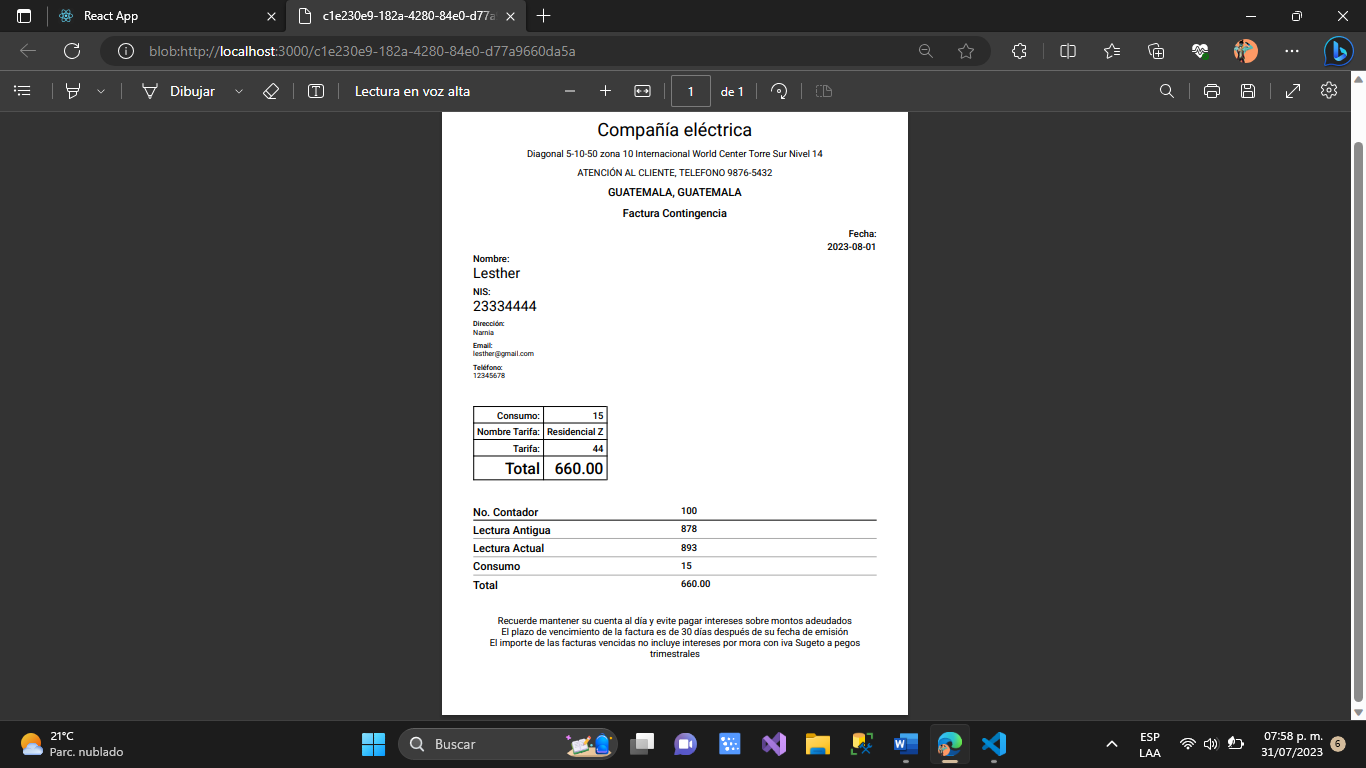 React App
c1e230e9-182a-4280-84e0-d77a
blob:http://localhost:3000/c1e230e9-182a-4280-84e0-d77a9660da5a
Dibujar
Lectura en voz alta
1 de 1
Compañía eléctrica
Diagonal 5-10-50 zona 10 Internacional World Center Torre Sur Nivel 14
ATENCIÓN AL CLIENTE, TELEFONO 9876-5432
GUATEMALA, GUATEMALA
Factura Contingencia
Fecha:
2023-08-01
Nombre:
Lesther
NIS:
23334444
Dirección:
Narnia
Email:
lesther@gmail.com
Teléfono:
12345678
Consumo: 15
Nombre Tarifa: Residencial Z
Tarifa: 44
Total 660.00
No. Contador 100
Lectura Antigua 878
Lectura Actual 893
Consumo 15
Total 660.00
Recuerde mantener su cuenta al día y evite pagar intereses sobre montos adeudados
El plazo de vencimiento de la factura es de 30 días después de su fecha de emisión
El importe de las facturas vencidas no incluye intereses por mora con iva Sugeto a pegos
trimestrales
21°C
Parc. nublado
Buscar
ESP
LAA
07:58 p. m.
31/07/2023
6